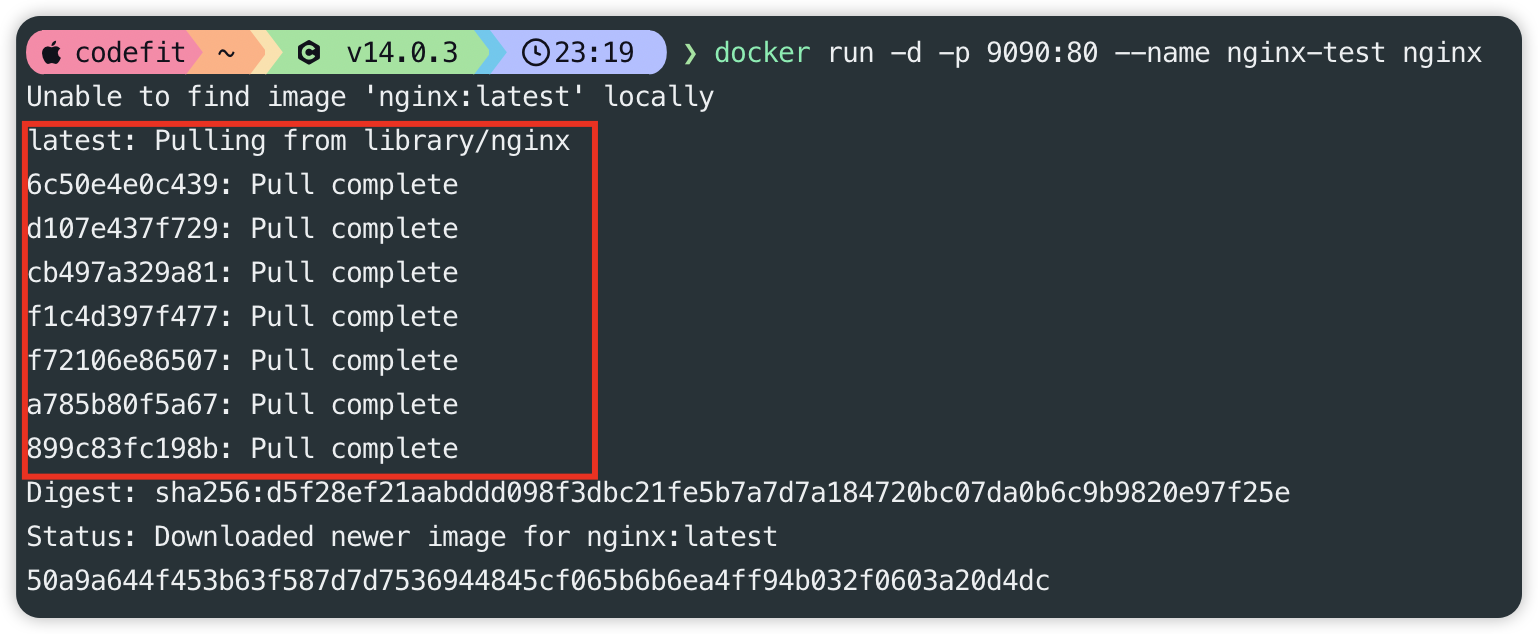 codefit ~ v14.0.3 23:19 ❯ docker run -d -p 9090:80 --name nginx-test nginx
Unable to find image 'nginx:latest' locally
latest: Pulling from library/nginx
6c50e4e0c439: Pull complete
d107e437f729: Pull complete
cb497a329a81: Pull complete
f1c4d397f477: Pull complete
f72106e86507: Pull complete
a785b80f5a67: Pull complete
899c83fc198b: Pull complete
Digest: sha256:d5f28ef21aabddd098f3dbc21fe5b7a7d7a184720bc07da0b6c9b9820e97f25e
Status: Downloaded newer image for nginx:latest
50a9a644f453b63f587d7d7536944845cf065b6b6ea4ff94b032f0603a20d4dc